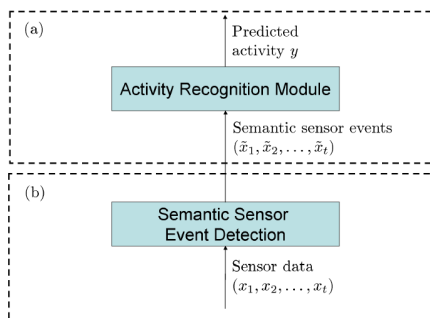 (a)
Predicted
activity y
Activity Recognition Module
Semantic sensor events
(x̃₁, x̃₂, . . . , x̃ₜ)
(b)
Semantic Sensor
Event Detection
Sensor data
(x₁, x₂, . . . , xₜ)